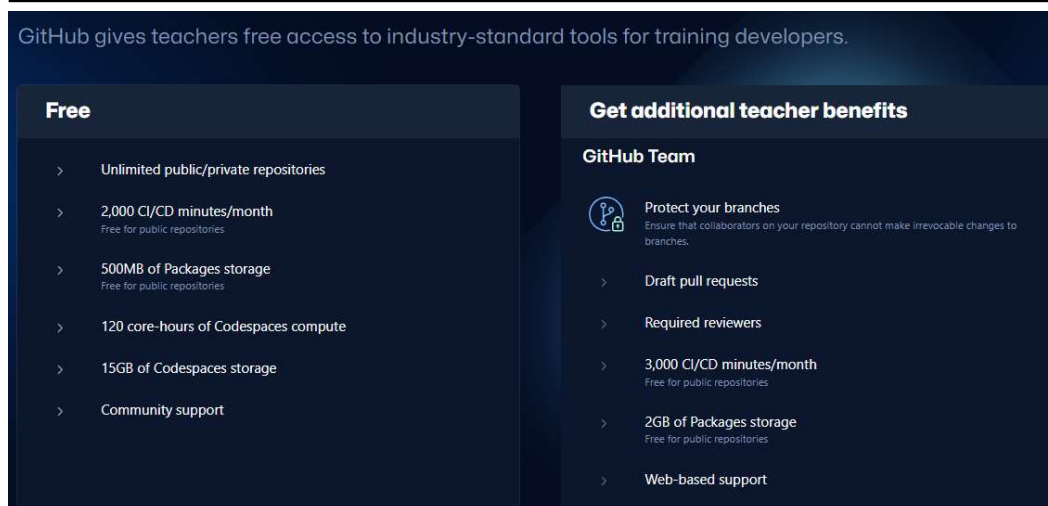 GitHub gives teachers free access to industry-standard tools for training developers.
Free
Unlimited public/private repositories
2,000 CI/CD minutes/month
Free for public repositories
500MB of Packages storage
Free for public repositories
120 core-hours of Codespaces compute
15GB of Codespaces storage
Community support
Get additional teacher benefits
GitHub Team
Protect your branches
Ensure that collaborators on your repository cannot make irrevocable changes to
branches.
Draft pull requests
Required reviewers
3,000 CI/CD minutes/month
Free for public repositories
2GB of Packages storage
Free for public repositories
Web-based support